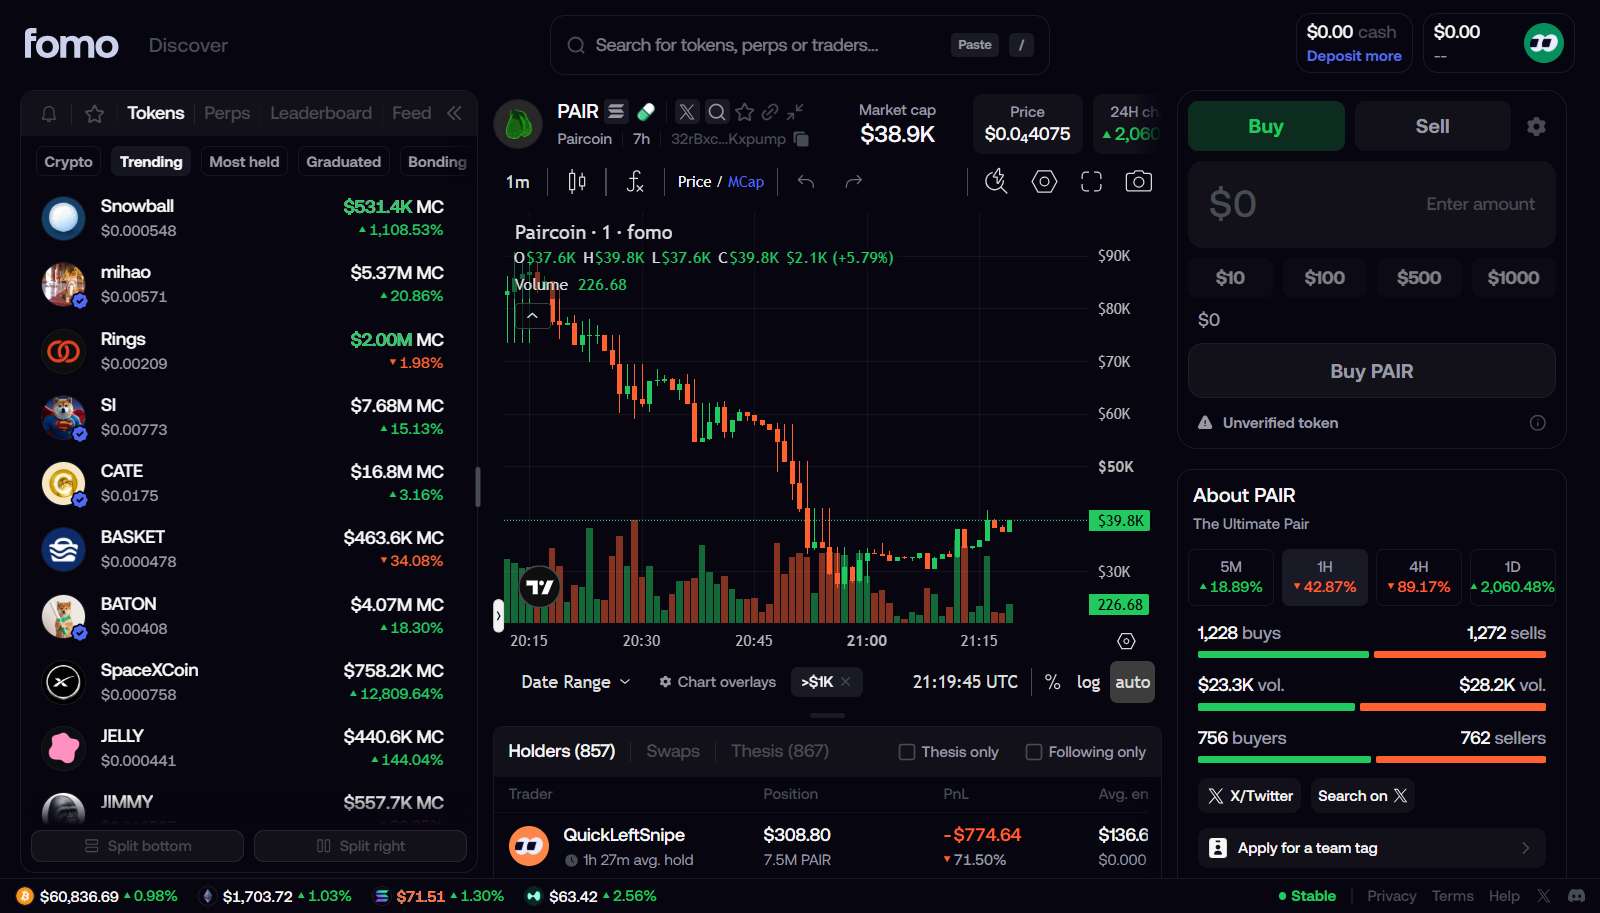 fomo
Discover
Search for tokens, perps or traders...
Paste
/
$0.00 cash
Deposit more
$0.00
--
Tokens
Perps
Leaderboard
Feed
Crypto
Trending
Most held
Graduated
Bonding
Snowball
$531.4K MC
$0.000548
1,108.53%
mihao
$5.37M MC
$0.00571
20.86%
Rings
$2.00M MC
$0.00209
1.98%
SI
$7.68M MC
$0.00773
15.13%
CATE
$16.8M MC
$0.0175
3.16%
BASKET
$463.6K MC
$0.000478
34.08%
BATON
$4.07M MC
$0.00408
18.30%
SpaceXCoin
$758.2K MC
$0.000758
12,809.64%
JELLY
$440.6K MC
$0.000441
144.04%
JIMMY
$557.7K MC
Split bottom
Split right
PAIR
Paircoin
7h
32rBxc...Kxpump
Market cap
$38.9K
Price
$0.0₄4075
24H ch
2,060
1m
Price / MCap
Paircoin · 1 · fomo
O$37.6K H$39.8K L$37.6K C$39.8K $2.1K (+5.79%)
Volume 226.68
$90K
$80K
$70K
$60K
$50K
$39.8K
$30K
226.68
20:15
20:30
20:45
21:00
21:15
Date Range
Chart overlays
>$1K
21:19:45 UTC
%
log
auto
Holders (857)
Swaps
Thesis (867)
Thesis only
Following only
Trader
Position
PnL
Avg. en
QuickLeftSnipe
$308.80
-$774.64
$136.6
1h 27m avg. hold
7.5M PAIR
71.50%
$0.000
Buy
Sell
$0
Enter amount
$10
$100
$500
$1000
$0
Buy PAIR
Unverified token
About PAIR
The Ultimate Pair
5M
18.89%
1H
42.87%
4H
89.17%
1D
2,060.48%
1,228 buys
1,272 sells
$23.3K vol.
$28.2K vol.
756 buyers
762 sellers
X/Twitter
Search on X
Apply for a team tag
$60,836.69 0.98%
$1,703.72 1.03%
$71.51 1.30%
$63.42 2.56%
Stable
Privacy
Terms
Help